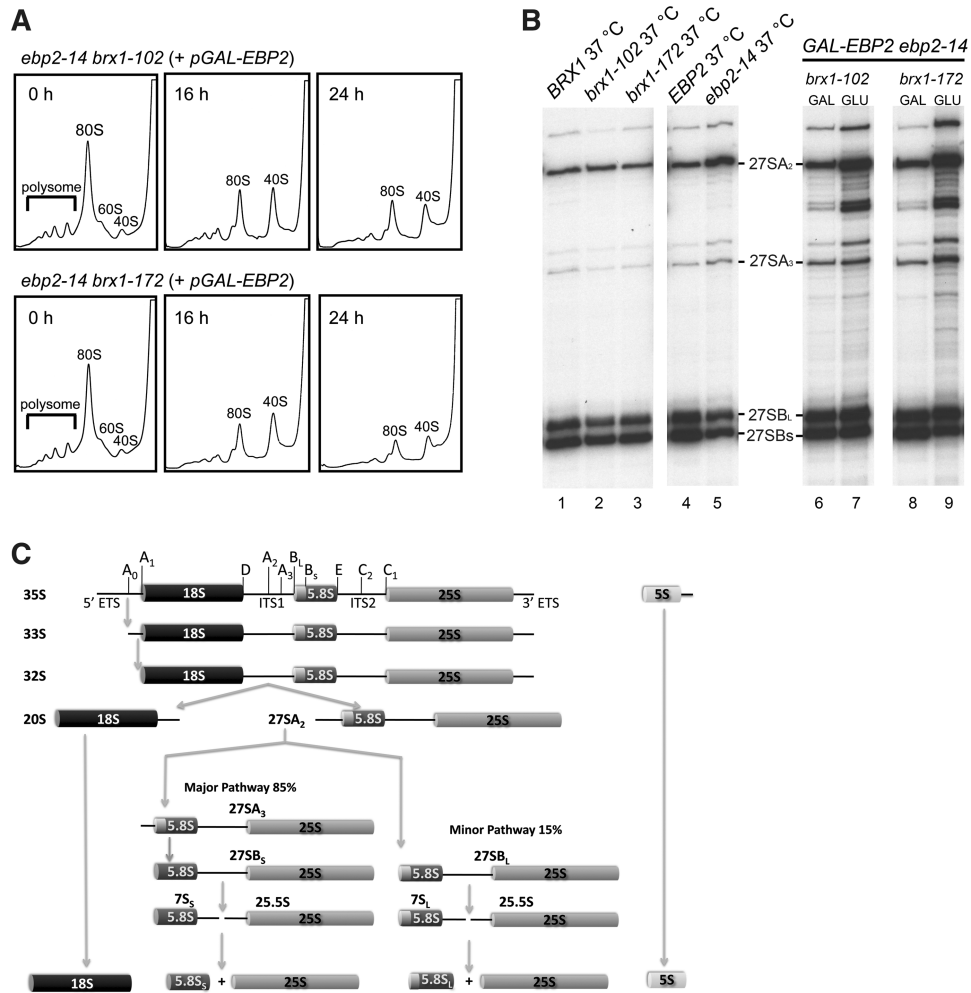 A
ebp2-14 brx1-102 (+ pGAL-EBP2)
0 h
80S
polysome
60S
40S
16 h
80S
40S
24 h
80S
40S
ebp2-14 brx1-172 (+ pGAL-EBP2)
0 h
80S
polysome
60S
40S
16 h
80S
40S
24 h
80S
40S
B
BRX1 37 °C
brx1-102 37 °C
brx1-172 37 °C
EBP2 37 °C
ebp2-14 37 °C
GAL-EBP2 ebp2-14
brx1-102
brx1-172
GAL GLU
GAL GLU
27SA₂
27SA₃
27SBL
27SBs
1 2 3 4 5 6 7 8 9
C
A₀ A₁ D A₂ A₃ BL Bs E C₂ C₁
35S 5’ ETS 18S ITS1 5.8S ITS2 25S 3’ ETS 5S
33S 18S 5.8S 25S
32S 18S 5.8S 25S
20S 18S 27SA₂ 5.8S 25S
Major Pathway 85%
27SA₃
5.8S 25S
Minor Pathway 15%
27SBS
5.8S 25S
27SBL
5.8S 25S
7SS 25.5S
5.8S 25S
7SL 25.5S
5.8S 25S
18S 5.8SS + 25S 5.8SL + 25S 5S